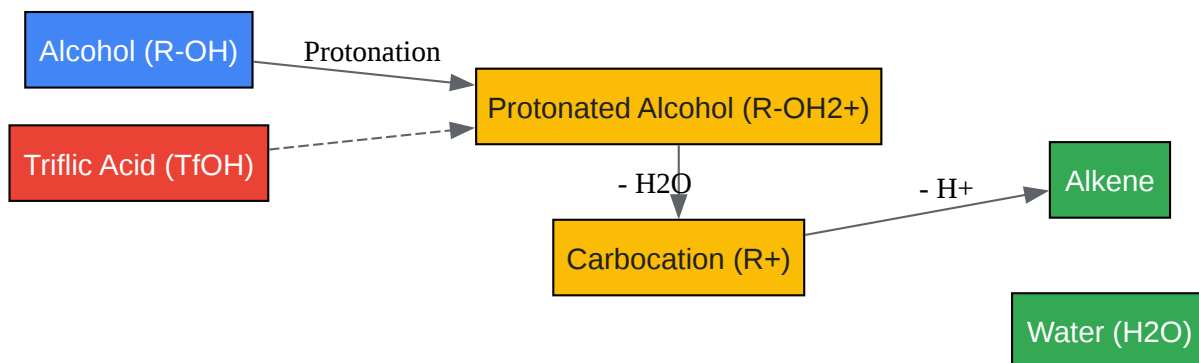 Alcohol (R-OH)
Protonation
Protonated Alcohol (R-OH2+)
Triflic Acid (TfOH)
- H2O
- H+
Alkene
Carbocation (R+)
Water (H2O)